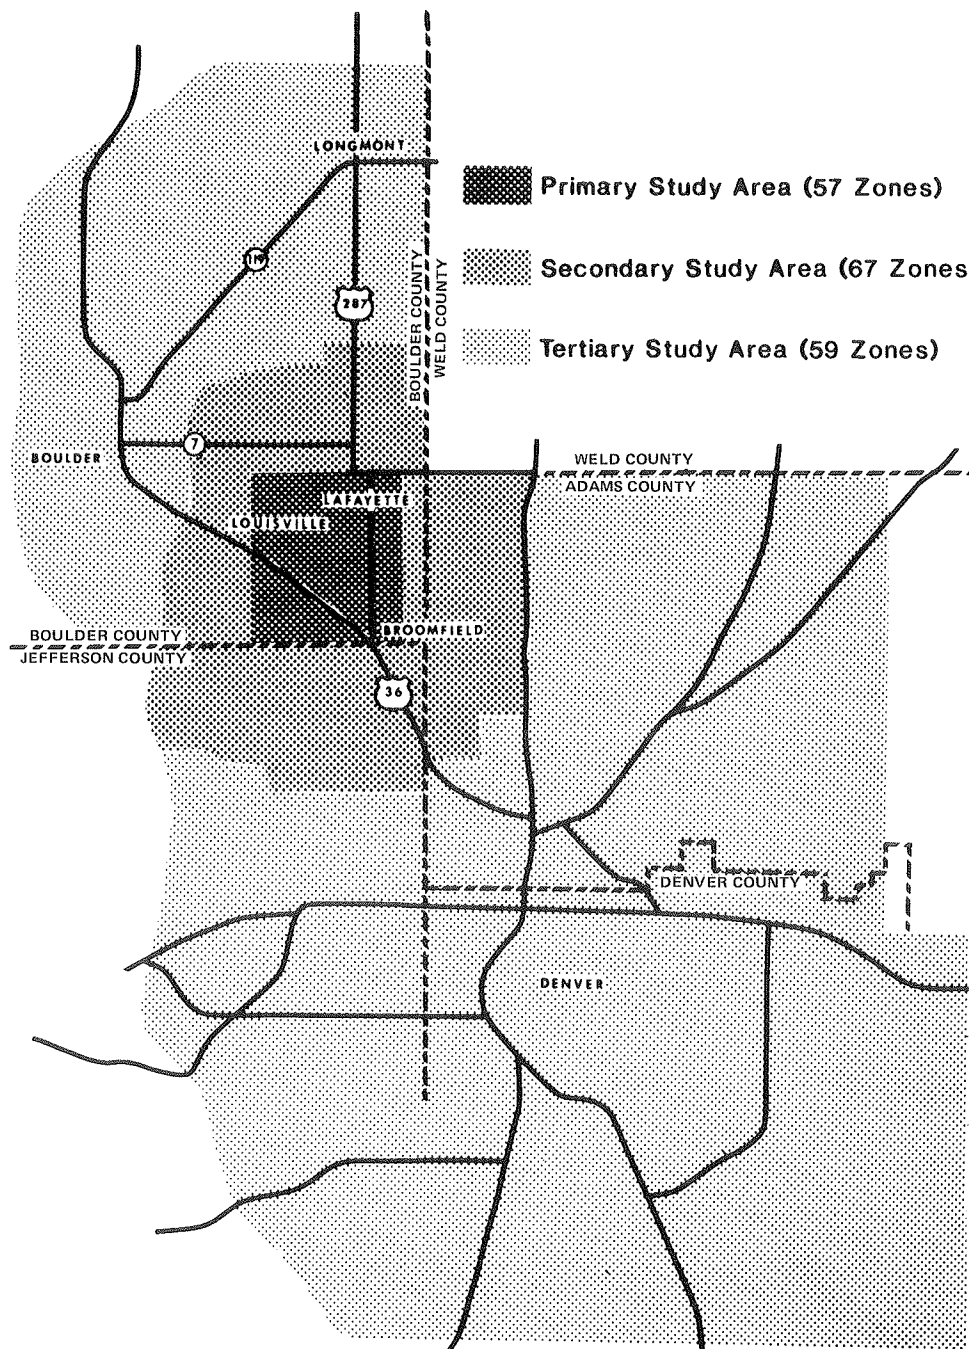 LONGMONT
Primary Study Area (57 Zones)
119
Secondary Study Area (67 Zones
287
BOULDER COUNTY
WELD COUNTY
Tertiary Study Area (59 Zones)
7
BOULDER
WELD COUNTY
ADAMS COUNTY
LAFAYETTE
LOUISVILLE
BROOMFIELD
BOULDER COUNTY
JEFFERSON COUNTY
36
DENVER COUNTY
DENVER